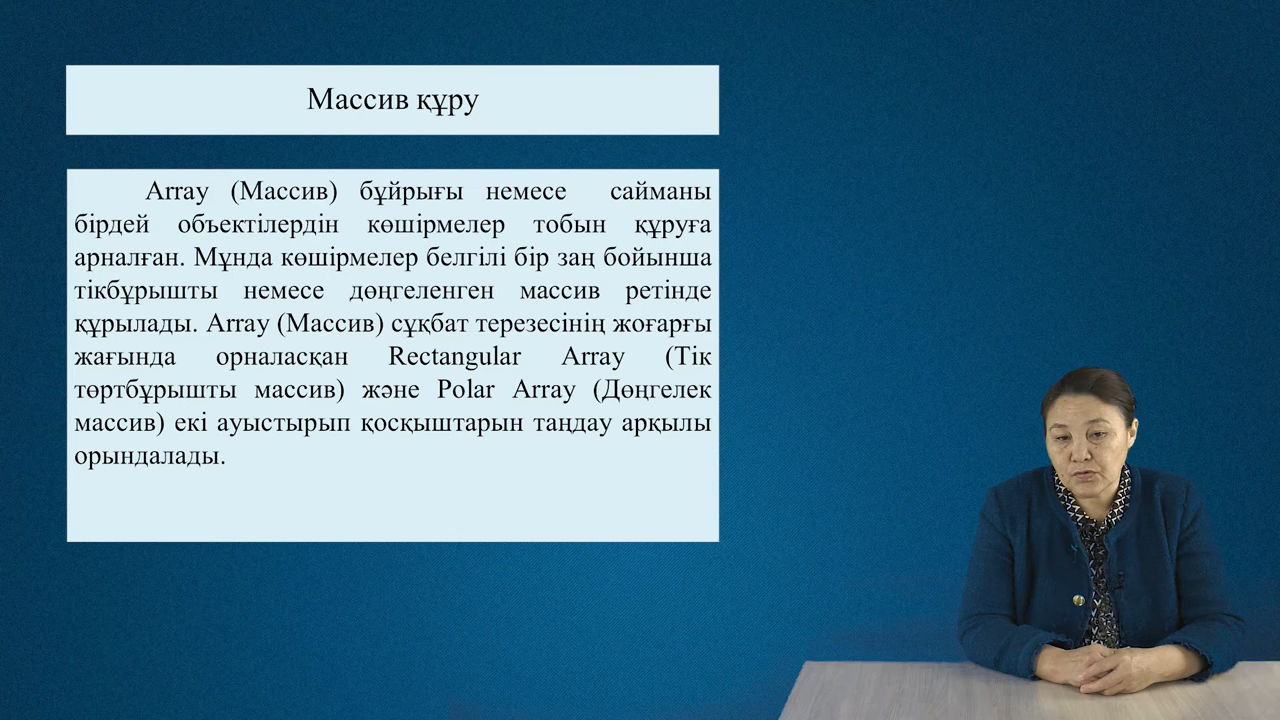 Массив құру
Array (Массив) бұйрығы немесе сайманы
бірдей объектілердін көшірмелер тобын құруға
арналған. Мұнда көшірмелер белгілі бір заң бойынша
тікбұрышты немесе дөңгеленген массив ретінде
құрылады. Array (Массив) сұқбат терезесінің жоғарғы
жағында орналасқан Rectangular Array (Тік
төртбұрышты массив) және Polar Array (Дөңгелек
массив) екі ауыстырып қосқыштарын таңдау арқылы
орындалады.